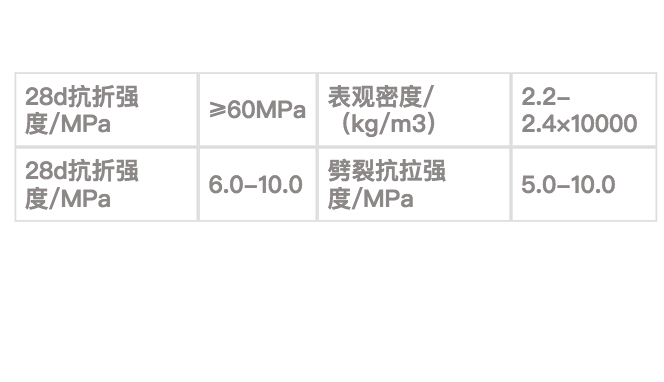 28d抗折强
度/MPa
≥60MPa
表观密度/
（kg/m3）
2.2-
2.4×10000
28d抗折强
度/MPa
6.0-10.0
劈裂抗拉强
度/MPa
5.0-10.0